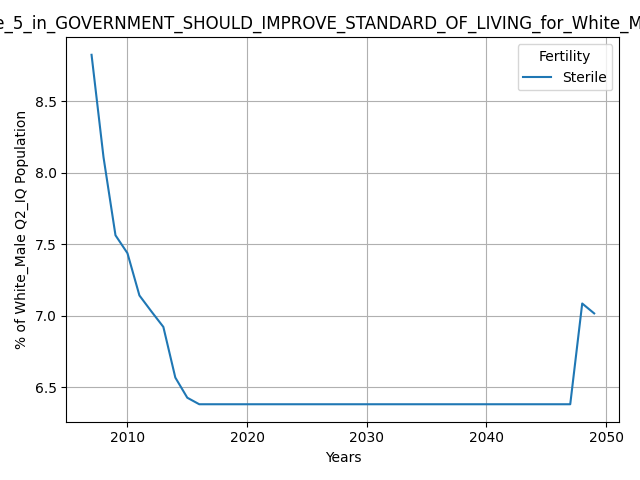 e_5_in_GOVERNMENT_SHOULD_IMPROVE_STANDARD_OF_LIVING_for_White_M
Fertility
Sterile
8.5
8.0
7.5
7.0
6.5
% of White_Male Q2_IQ Population
2010 2020 2030 2040 2050
Years